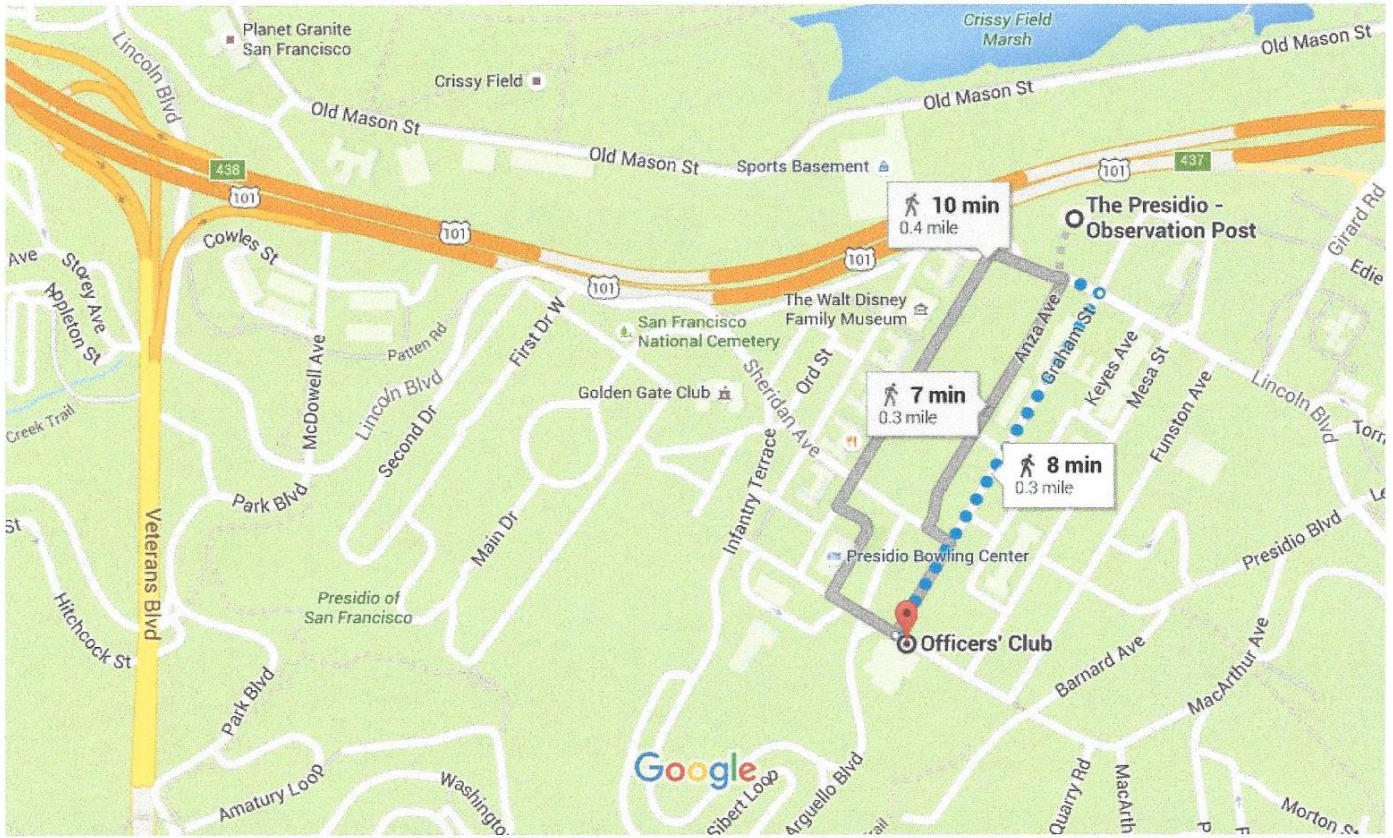 Planet Granite
San Francisco
Lincoln Blvd
Crissy Field
Marsh
Old Mason St
Crissy Field
Old Mason St
Old Mason St
Old Mason St
Sports Basement
438
101
101
101
101
101
437
10 min
0.4 mile
The Presidio -
Observation Post
Girard Rd
Edie
Ave
Storey Ave
Appleton St
Cowles St
McDowell Ave
Patten Rd
Lincoln Blvd
First Dr W
San Francisco
National Cemetery
The Walt Disney
Family Museum
Anza Ave
Graham St
Keyes Ave
Mesa St
Funston Ave
Lincoln Blvd
Torn
Golden Gate Club
Sheridan Ave
Ord St
7 min
0.3 mile
8 min
0.3 mile
Creek Trail
Second Dr
Park Blvd
Main Dr
Infantry Terrace
Presidio Bowling Center
Presidio Blvd
Le
St
Veterans Blvd
Hitchcock St
Presidio of
San Francisco
Officers' Club
Barnard Ave
MacArthur Ave
Park Blvd
Amatury Loop
Washingto
Google
Sibert Loop
Arguello Blvd
rail
Quarry Rd
MacArth
P
F
Morton St